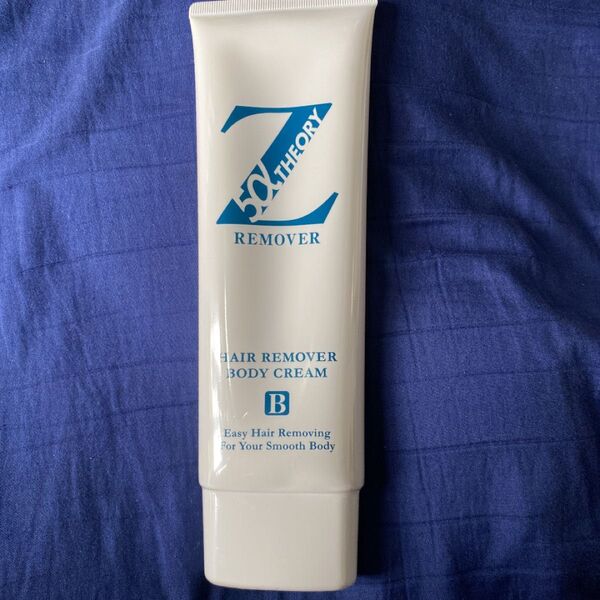 Z
5α THEORY
REMOVER
HAIR REMOVER
BODY CREAM
B
Easy Hair Removing
For Your Smooth Body